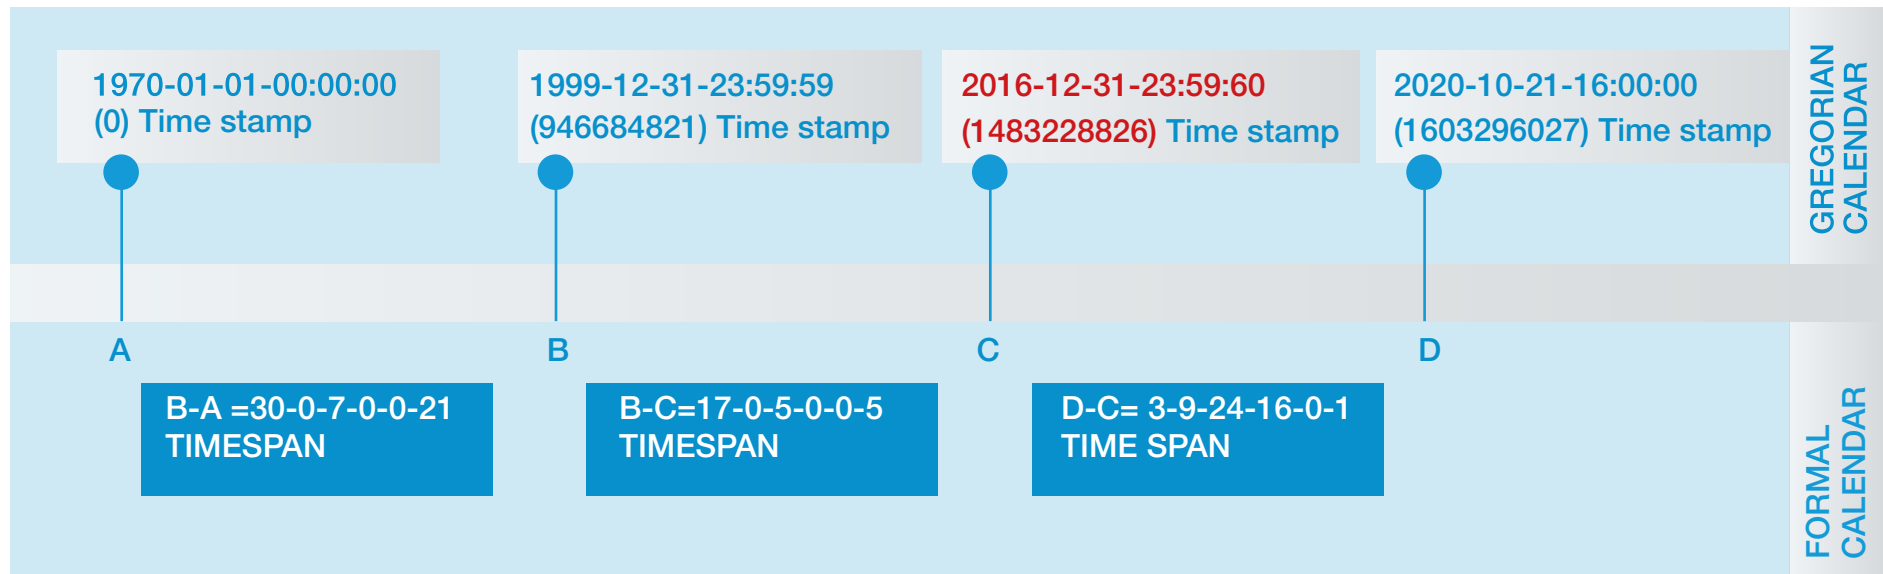 1970-01-01-00:00:00
(0) Time stamp
1999-12-31-23:59:59
(946684821) Time stamp
2016-12-31-23:59:60
(1483228826) Time stamp
2020-10-21-16:00:00
(1603296027) Time stamp
GREGORIAN
CALENDAR
A
B
C
D
B-A =30-0-7-0-0-21
TIMESPAN
B-C=17-0-5-0-0-5
TIMESPAN
D-C= 3-9-24-16-0-1
TIME SPAN
FORMAL
CALENDAR